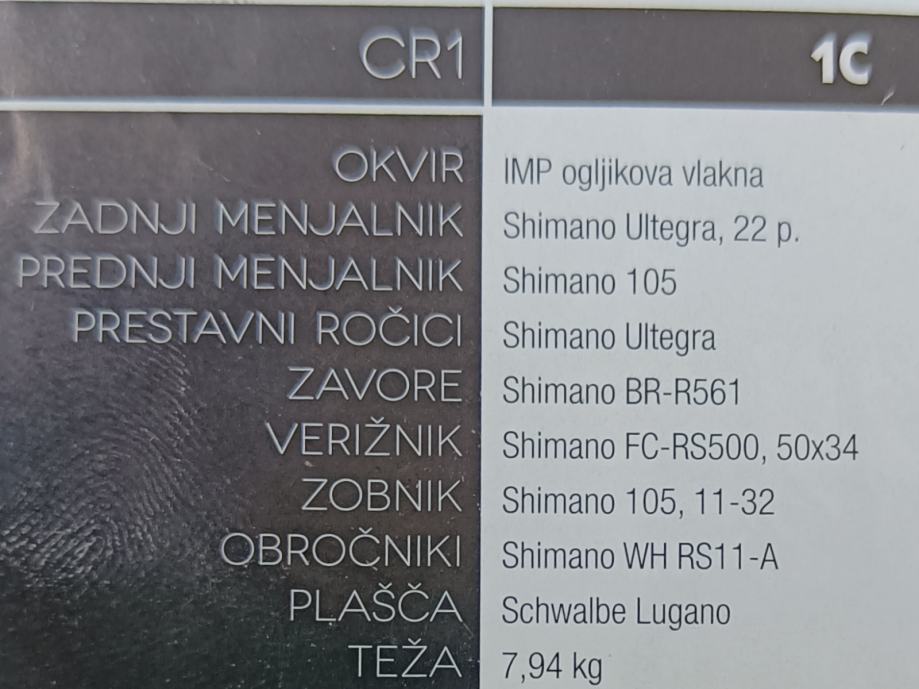 CR1 1C
OKVIR IMP ogljikova vlakna
ZADNJI MENJALNIK Shimano Ultegra, 22 p.
PREDNJI MENJALNIK Shimano 105
PRESTAVNI ROČICI Shimano Ultegra
ZAVORE Shimano BR-R561
VERIŽNIK Shimano FC-RS500, 50x34
ZOBNIK Shimano 105, 11-32
OBROČNIKI Shimano WH RS11-A
PLAŠČA Schwalbe Lugano
TEŽA 7,94 kg